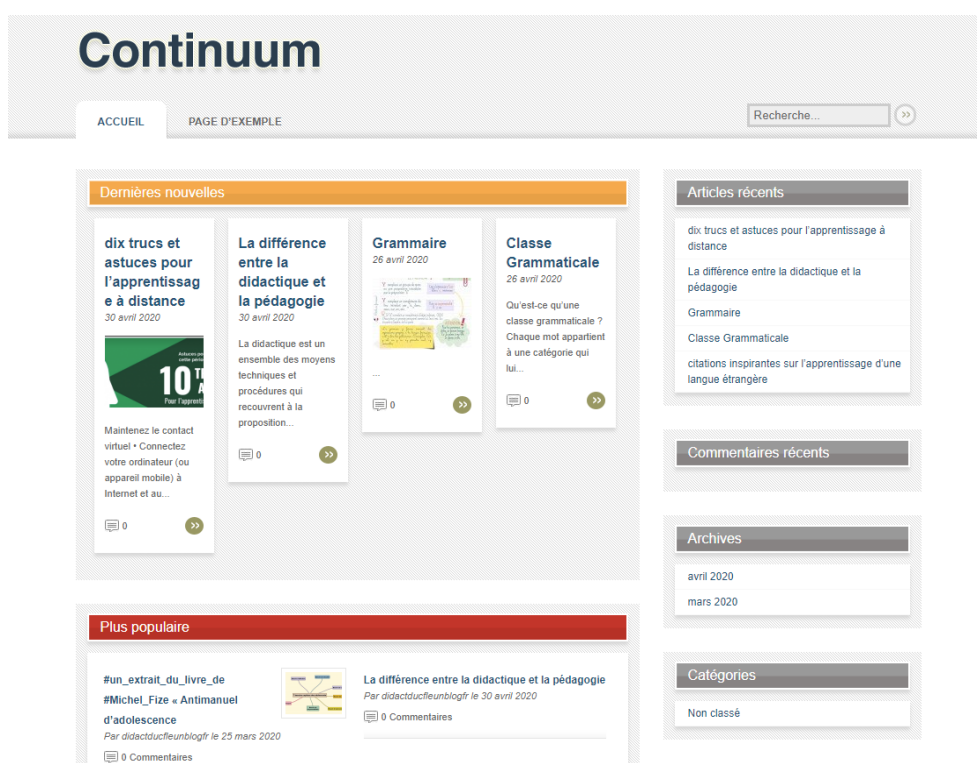 Continuum
ACCUEIL
PAGE D'EXEMPLE
Recherche...
Dernières nouvelles
dix trucs et
astuces pour
l'apprentissag
e à distance
30 avril 2020
10
Pour l'apprenti
Maintenez le contact
virtuel • Connectez
votre ordinateur (ou
appareil mobile) à
Internet et au...
0
La différence
entre la
didactique et
la pédagogie
30 avril 2020
La didactique est un
ensemble des moyens
techniques et
procédures qui
recouvrent à la
proposition...
0
Grammaire
26 avril 2020
...
0
Classe
Grammaticale
26 avril 2020
Qu'est-ce qu'une
classe grammaticale ?
Chaque mot appartient
à une catégorie qui
lui...
0
Plus populaire
#un_extrait_du_livre_de
#Michel_Fize « Antimanuel
d'adolescence
Par didactducfleunblogfr le 25 mars 2020
0 Commentaires
La différence entre la didactique et la pédagogie
Par didactducfleunblogfr le 30 avril 2020
0 Commentaires
Articles récents
dix trucs et astuces pour l'apprentissage à
distance
La différence entre la didactique et la
pédagogie
Grammaire
Classe Grammaticale
citations inspirantes sur l'apprentissage d'une
langue étrangère
Commentaires récents
Archives
avril 2020
mars 2020
Catégories
Non classé